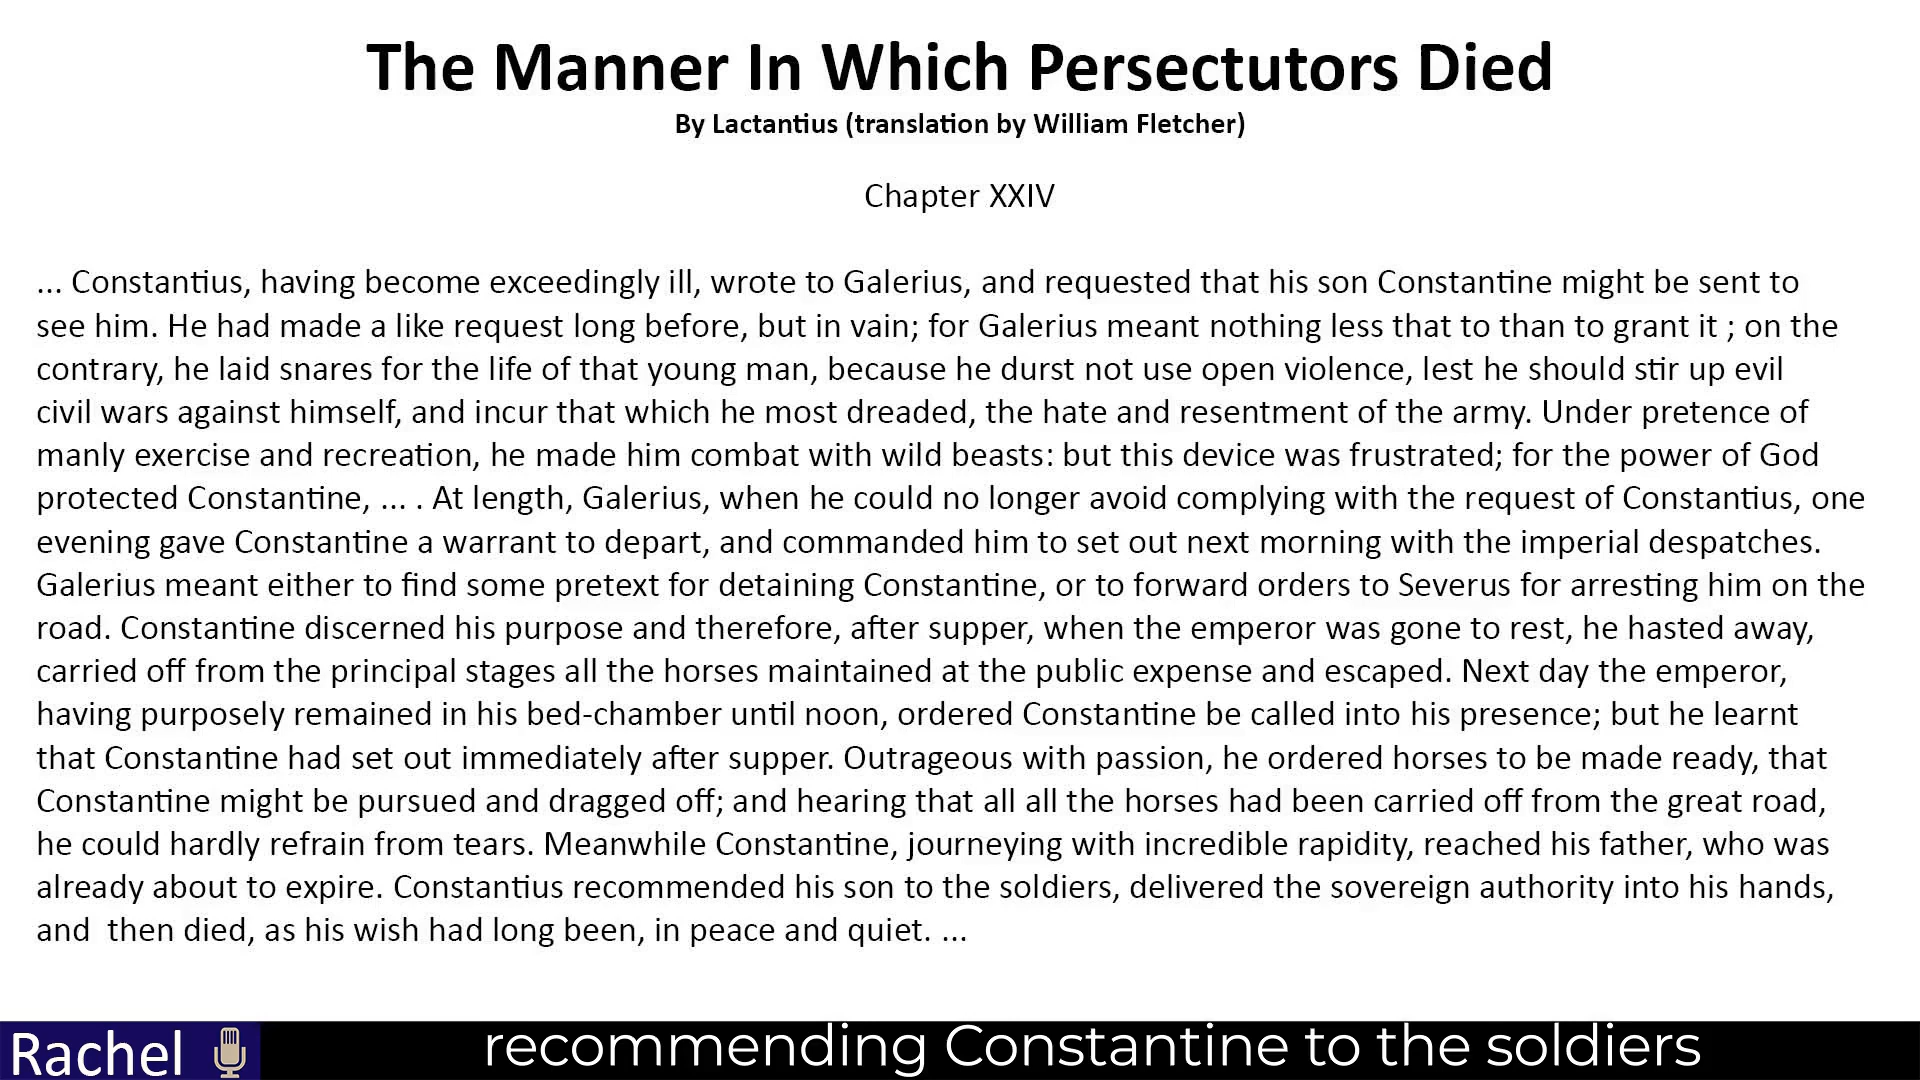 The Manner In Which Persectutors Died
By Lactantius (translation by William Fletcher)
Chapter XXIV
... Constantius, having become exceedingly ill, wrote to Galerius, and requested that his son Constantine might be sent to
see him. He had made a like request long before, but in vain; for Galerius meant nothing less that to than to grant it ; on the
contrary, he laid snares for the life of that young man, because he durst not use open violence, lest he should stir up evil
civil wars against himself, and incur that which he most dreaded, the hate and resentment of the army. Under pretence of
manly exercise and recreation, he made him combat with wild beasts: but this device was frustrated; for the power of God
protected Constantine, ... . At length, Galerius, when he could no longer avoid complying with the request of Constantius, one
evening gave Constantine a warrant to depart, and commanded him to set out next morning with the imperial despatches.
Galerius meant either to find some pretext for detaining Constantine, or to forward orders to Severus for arresting him on the
road. Constantine discerned his purpose and therefore, after supper, when the emperor was gone to rest, he hasted away,
carried off from the principal stages all the horses maintained at the public expense and escaped. Next day the emperor,
having purposely remained in his bed-chamber until noon, ordered Constantine be called into his presence; but he learnt
that Constantine had set out immediately after supper. Outrageous with passion, he ordered horses to be made ready, that
Constantine might be pursued and dragged off; and hearing that all all the horses had been carried off from the great road,
he could hardly refrain from tears. Meanwhile Constantine, journeying with incredible rapidity, reached his father, who was
already about to expire. Constantius recommended his son to the soldiers, delivered the sovereign authority into his hands,
and  then died, as his wish had long been, in peace and quiet. ...
Rachel
recommending Constantine to the soldiers